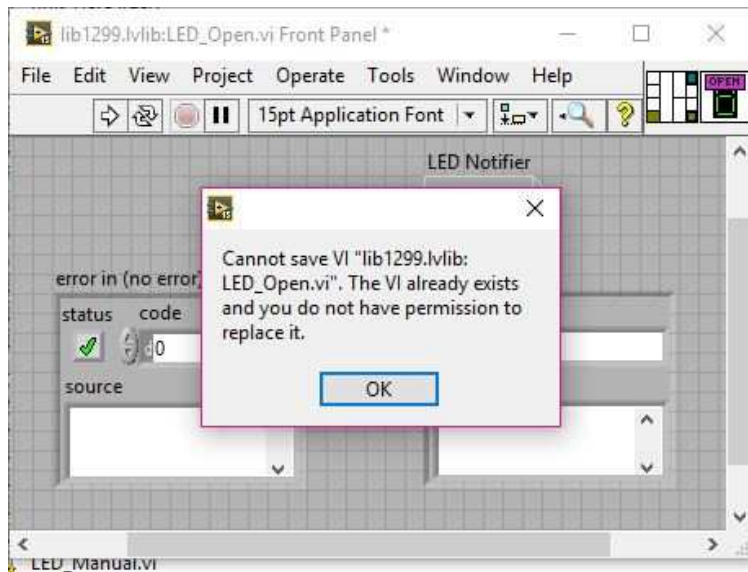 lib1299.lvlib:LED_Open.vi Front Panel *
File Edit View Project Operate Tools Window Help
15pt Application Font
OPEN
LED Notifier
Cannot save VI "lib1299.lvlib:
LED_Open.vi". The VI already exists
and you do not have permission to
replace it.
OK
error in (no error)
status code
d0
source
LED_Manual.vi